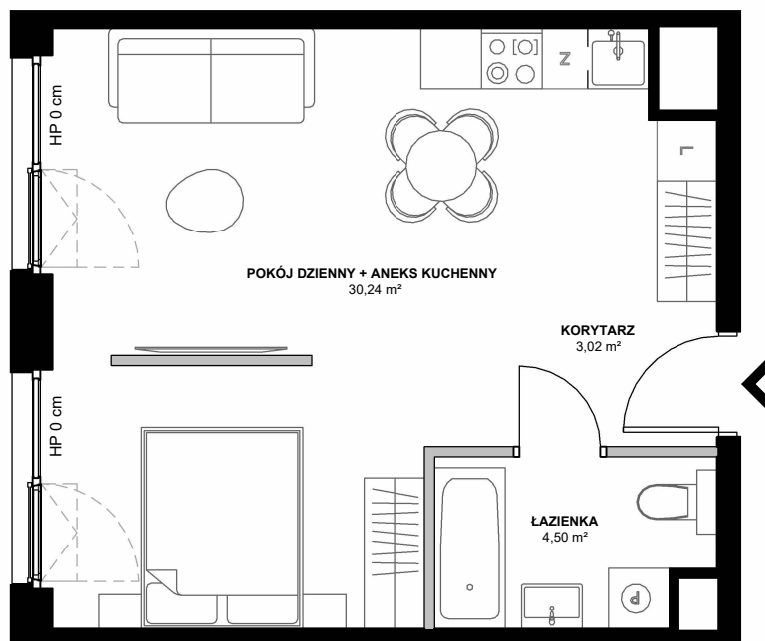 HP 0 cm
Z
L
POKÓJ DZIENNY + ANEKS KUCHENNY
30,24 m²
KORYTARZ
3,02 m²
HP 0 cm
ŁAZIENKA
4,50 m²
P